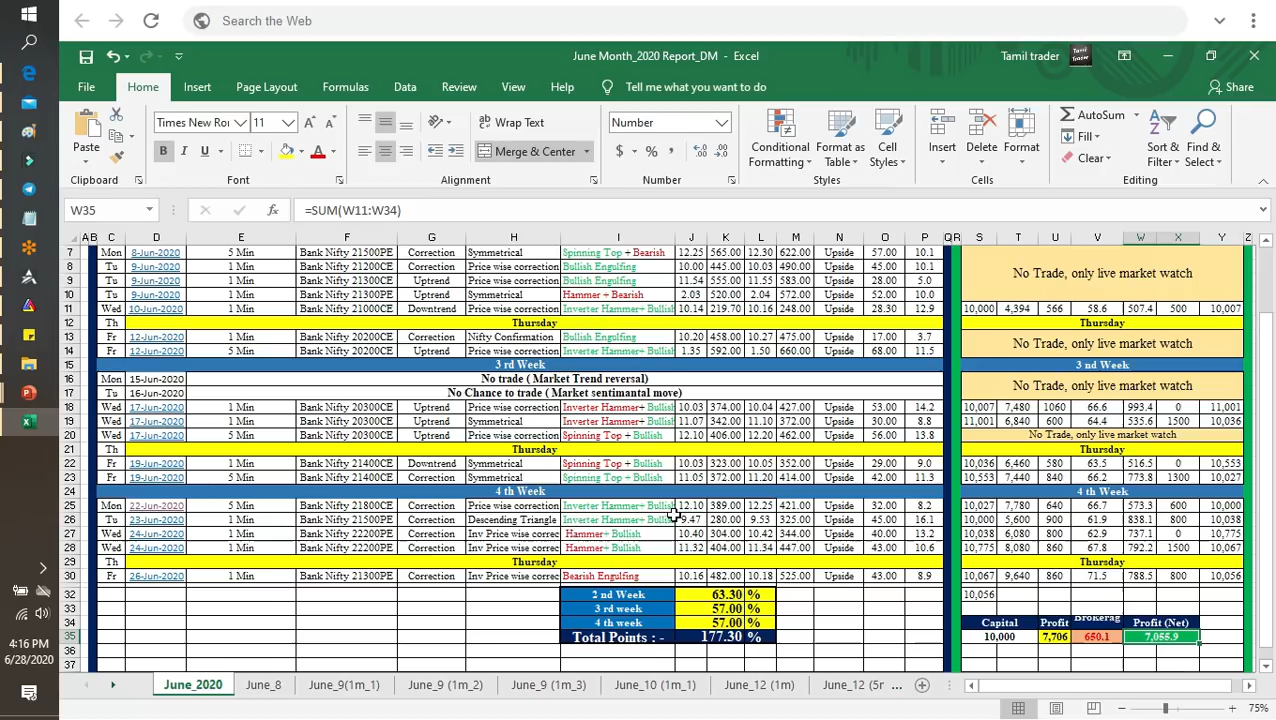 Search the Web
June Month_2020 Report_DM - Excel
Tamil trader
File Home Insert Page Layout Formulas Data Review View Help Tell me what you want to do Share
Times New Ror 11 Wrap Text Number AutoSum
Paste B I U Merge & Center $ % Conditional Formatting Format as Table Cell Styles Insert Delete Format Fill Clear Sort & Filter Find & Select
Clipboard Font Alignment Number Styles Cells Editing
W35 =SUM(W11:W34)
A B C D E F G H I J K L M N O P Q R S T U V W X Y Z
7 Mon 8-Jun-2020 5 Min Bank Nifty 21500PE Correction Symmetrical Spinning Top + Bearish 12.25 565.00 12.30 622.00 Upside 57.00 10.1
8 Tu 9-Jun-2020 1 Min Bank Nifty 21200CE Correction Price wise correction Bullish Engulfing 10.00 445.00 10.03 490.00 Upside 45.00 10.1 No Trade, only live market watch
9 Tu 9-Jun-2020 1 Min Bank Nifty 21300CE Uptrend Price wise correction Bullish Engulfing 11.54 555.00 11.55 583.00 Upside 28.00 5.0
10 Tu 9-Jun-2020 1 Min Bank Nifty 21300PE Uptrend Symmetrical Hammer + Bearish 2.03 520.00 2.04 572.00 Upside 52.00 10.0
11 Wed 10-Jun-2020 1 Min Bank Nifty 21000CE Downtrend Price wise correction Inverter Hammer+ Bullish 10.14 219.70 10.16 248.00 Upside 28.30 12.9 10,000 4,394 566 58.6 507.4 500 10,007
12 Th Thursday Thursday
13 Fr 12-Jun-2020 1 Min Bank Nifty 20200CE Correction Nifty Confirmation Bullish Engulfing 10.20 458.00 10.27 475.00 Upside 17.00 3.7 No Trade, only live market watch
14 Fr 12-Jun-2020 5 Min Bank Nifty 20000CE Uptrend Price wise correction Inverter Hammer+ Bullish 1.35 592.00 1.50 660.00 Upside 68.00 11.5
15 3 rd Week 3 nd Week
16 Mon 15-Jun-2020 No trade ( Market Trend reversal) No Trade, only live market watch
17 Tu 16-Jun-2020 No Chance to trade ( Market sentimantal move)
18 Wed 17-Jun-2020 1 Min Bank Nifty 20300CE Uptrend Price wise correction Inverter Hammer+ Bullish 10.03 374.00 10.04 427.00 Upside 53.00 14.2 10,007 7,480 1060 66.6 993.4 0 11,001
19 Wed 17-Jun-2020 1 Min Bank Nifty 20300CE Uptrend Symmetrical Inverter Hammer+ Bullish 11.07 342.00 11.10 372.00 Upside 30.00 8.8 11,001 6,840 600 64.4 535.6 1500 10,036
20 Wed 17-Jun-2020 5 Min Bank Nifty 20300CE Uptrend Price wise correction Spinning Top + Bullish 12.10 406.00 12.20 462.00 Upside 56.00 13.8 No Trade, only live market watch
21 Th Thursday Thursday
22 Fr 19-Jun-2020 1 Min Bank Nifty 21400CE Downtrend Symmetrical Spinning Top + Bullish 10.03 323.00 10.05 352.00 Upside 29.00 9.0 10,036 6,460 580 63.5 516.5 0 10,553
23 Fr 19-Jun-2020 5 Min Bank Nifty 21400CE Correction Symmetrical Spinning Top + Bullish 11.05 372.00 11.20 414.00 Upside 42.00 11.3 10,553 7,440 840 66.2 773.8 1300 10,027
24 4 th Week 4 th Week
25 Mon 22-Jun-2020 5 Min Bank Nifty 21800CE Correction Price wise correction Inverter Hammer+ Bullish 12.10 389.00 12.25 421.00 Upside 32.00 8.2 10,027 7,780 640 66.7 573.3 600 10,000
26 Tu 23-Jun-2020 1 Min Bank Nifty 21500PE Correction Descending Triangle Inverter Hammer+ 9.47 280.00 9.53 325.00 Upside 45.00 16.1 10,000 5,600 900 61.9 838.1 800 10,038
27 Wed 24-Jun-2020 1 Min Bank Nifty 22200PE Correction Inv Price wise correc Hammer+ Bullish 10.40 304.00 10.42 344.00 Upside 40.00 13.2 10,038 6,080 800 62.9 737.1 0 10,775
28 Wed 24-Jun-2020 1 Min Bank Nifty 22200PE Correction Inv Price wise correc Hammer+ Bullish 11.32 404.00 11.34 447.00 Upside 43.00 10.6 10,775 8,080 860 67.8 792.2 1500 10,067
29 Th Thursday Thursday
30 Fr 26-Jun-2020 1 Min Bank Nifty 21300PE Correction Inv Price wise correc Bearish Engulfing 10.16 482.00 10.18 525.00 Upside 43.00 8.9 10,067 9,640 860 71.5 788.5 800 10,056
32 2 nd Week 63.30 % 10,056
33 3 rd week 57.00 %
34 4 th week 57.00 % Capital Profit Brokerag Profit (Net)
35 Total Points : - 177.30 % 10,000 7,706 650.1 7,055.9
36
37
June_2020 June_8 June_9(1m_1) June_9 (1m_2) June_9 (1m_3) June_10 (1m_1) June_12 (1m) June_12 (5r ...
75%
4:16 PM
6/28/2020